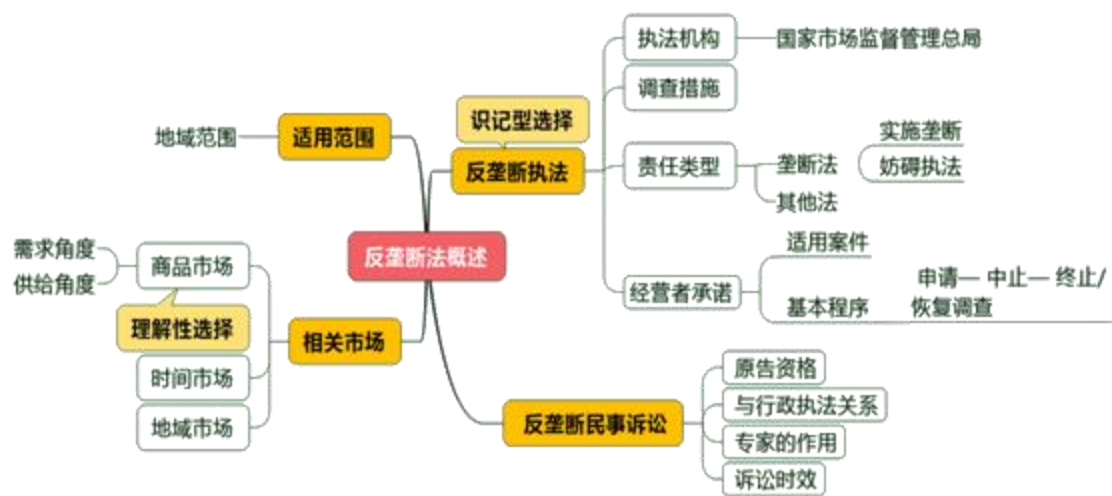 反垄断法概述
适用范围
地域范围
相关市场
商品市场
需求角度
供给角度
理解性选择
时间市场
地域市场
识记型选择
反垄断执法
执法机构
国家市场监督管理总局
调查措施
责任类型
垄断法
实施垄断
妨碍执法
其他法
经营者承诺
适用案件
基本程序
申请— 中止— 终止/
恢复调查
反垄断民事诉讼
原告资格
与行政执法关系
专家的作用
诉讼时效